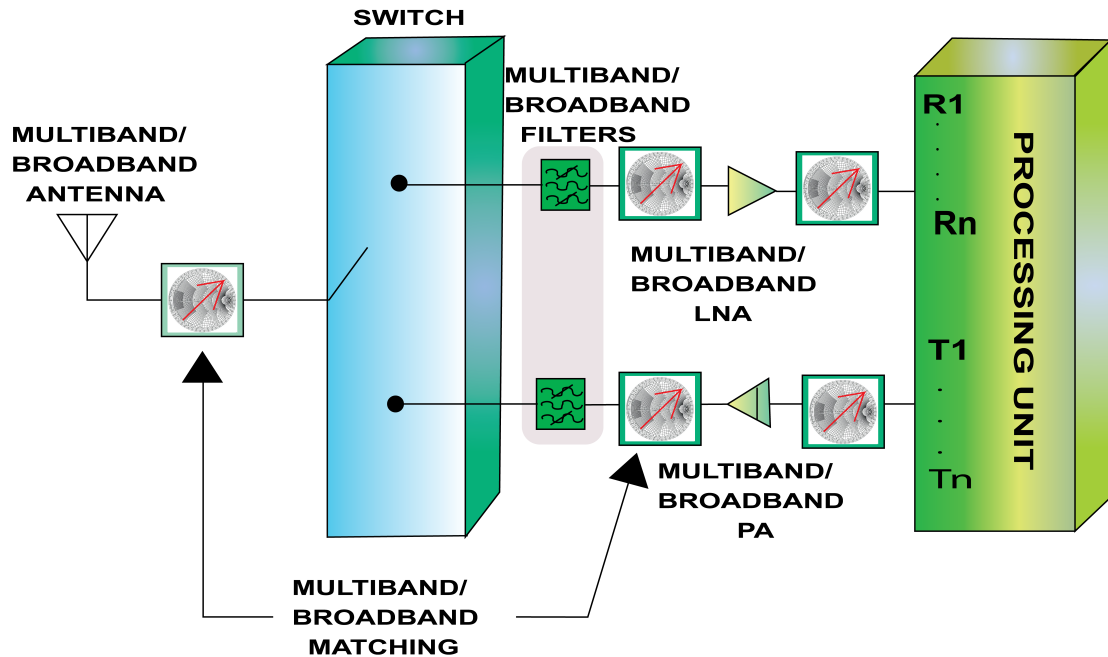 SWITCH
MULTIBAND/
BROADBAND
ANTENNA
MULTIBAND/
BROADBAND
FILTERS
MULTIBAND/
BROADBAND
LNA
MULTIBAND/
BROADBAND
PA
MULTIBAND/
BROADBAND
MATCHING
R1
Rn
T1
Tn
PROCESSING UNIT